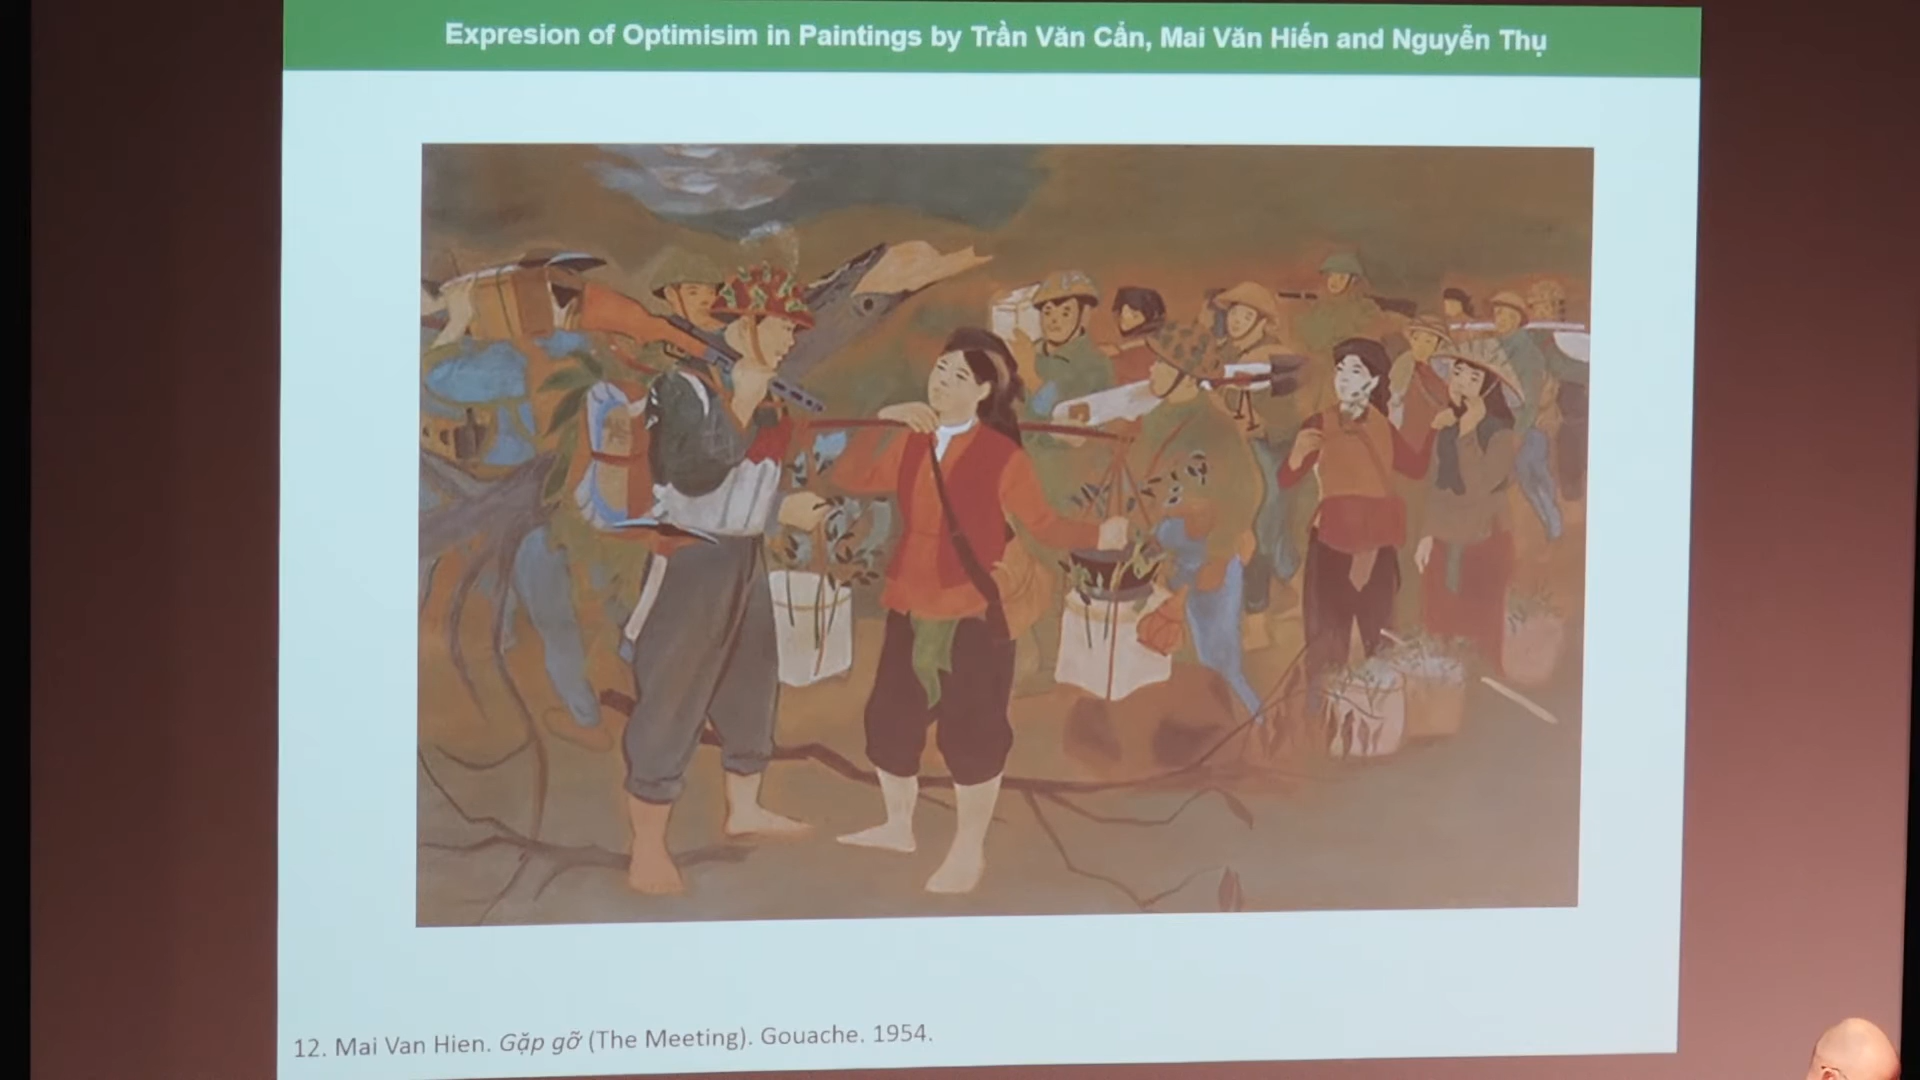 Expresion of Optimisim in Paintings by Trần Văn Cẩn, Mai Văn Hiến and Nguyễn Thụ
12. Mai Van Hien. Gặp gỡ (The Meeting). Gouache. 1954.